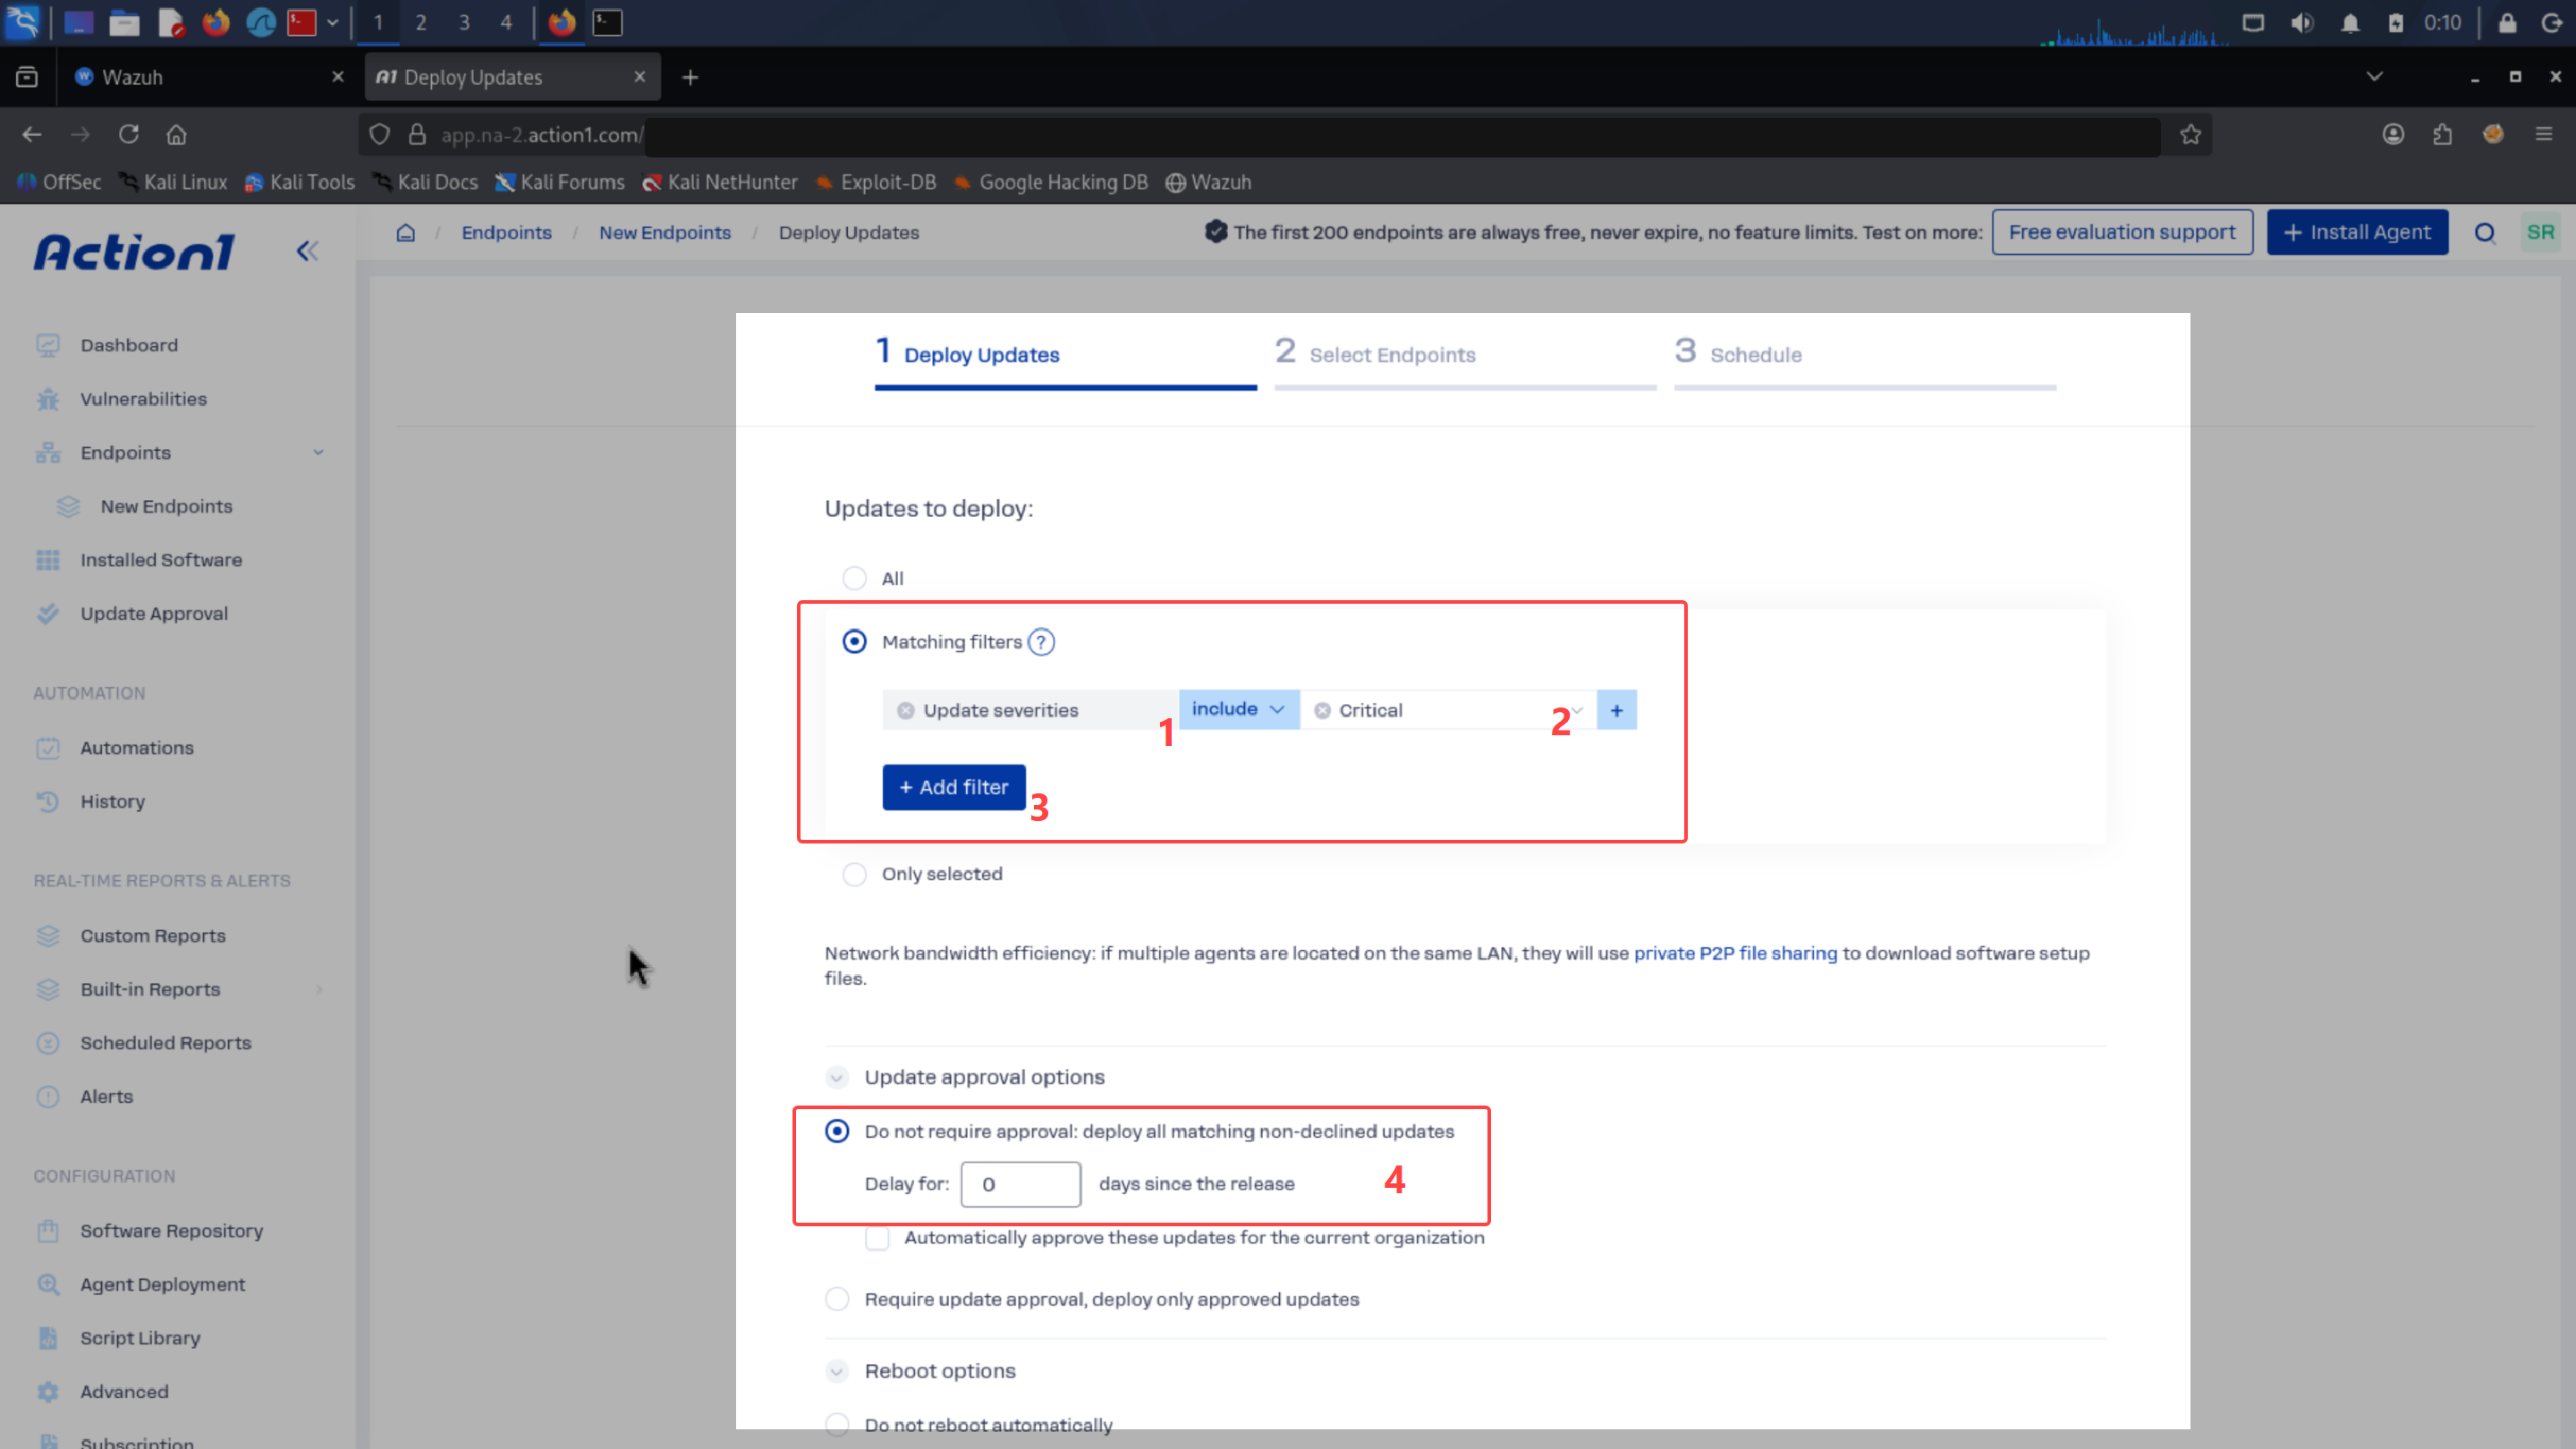 1 2 3 4 0:10
Wazuh
A1 Deploy Updates
app.na-2.action1.com/
OffSec Kali Linux Kali Tools Kali Docs Kali Forums Kali NetHunter Exploit-DB Google Hacking DB Wazuh
Action1
Endpoints / New Endpoints / Deploy Updates
The first 200 endpoints are always free, never expire, no feature limits. Test on more:
Free evaluation support
+ Install Agent
SR
Dashboard
Vulnerabilities
Endpoints
New Endpoints
Installed Software
Update Approval
AUTOMATION
Automations
History
REAL-TIME REPORTS & ALERTS
Custom Reports
Built-in Reports
Scheduled Reports
Alerts
CONFIGURATION
Software Repository
Agent Deployment
Script Library
Advanced
Subscription
1 Deploy Updates
2 Select Endpoints
3 Schedule
Updates to deploy:
All
Matching filters ?
Update severities 1 include Critical 2 +
+ Add filter 3
Only selected
Network bandwidth efficiency: if multiple agents are located on the same LAN, they will use private P2P file sharing to download software setup
files.
Update approval options
Do not require approval: deploy all matching non-declined updates
Delay for: 0 days since the release 4
Automatically approve these updates for the current organization
Require update approval, deploy only approved updates
Reboot options
Do not reboot automatically